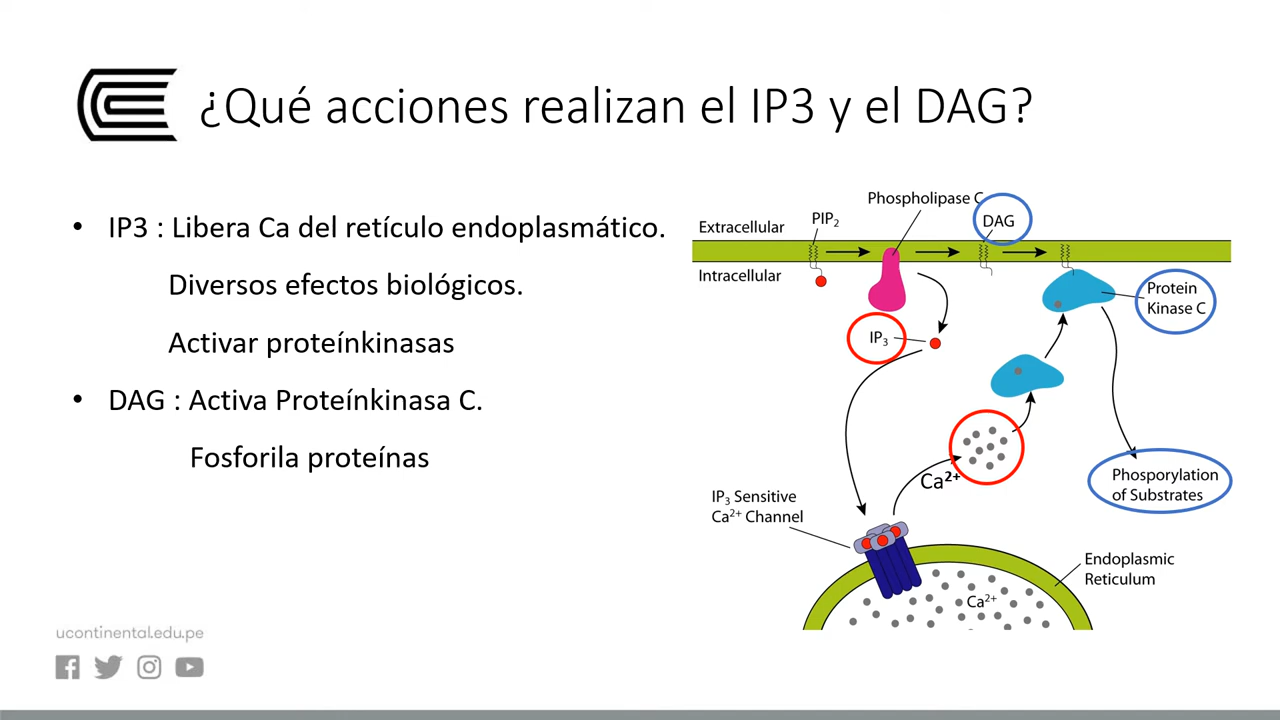 ¿Qué acciones realizan el IP3 y el DAG?
• IP3 : Libera Ca del retículo endoplasmático.
Diversos efectos biológicos.
Activar proteínkinasas
• DAG : Activa Proteínkinasa C.
Fosforila proteínas
Phospholipase C
PIP2
DAG
Extracellular
Intracellular
Protein
Kinase C
IP3
Ca2+
Phosporylation
of Substrates
IP3 Sensitive
Ca2+ Channel
Endoplasmic
Reticulum
Ca2+
ucontinental.edu.pe